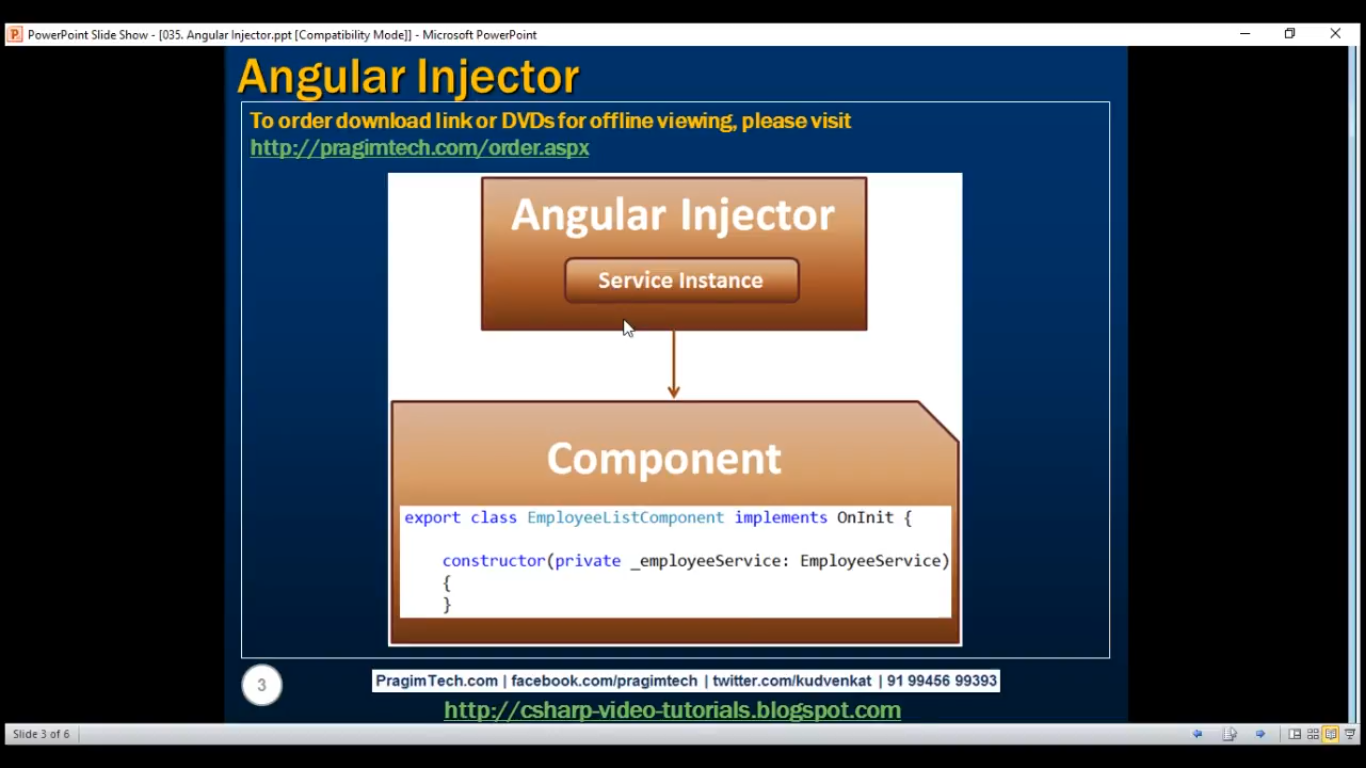 PowerPoint Slide Show - [035. Angular Injector.ppt [Compatibility Mode]] - Microsoft PowerPoint
Angular Injector
To order download link or DVDs for offline viewing, please visit
http://pragimtech.com/order.aspx
Angular Injector
Service Instance
Component
export class EmployeeListComponent implements OnInit {
constructor(private _employeeService: EmployeeService)
{
}
3
PragimTech.com | facebook.com/pragimtech | twitter.com/kudvenkat | 91 99456 99393
http://csharp-video-tutorials.blogspot.com
Slide 3 of 6